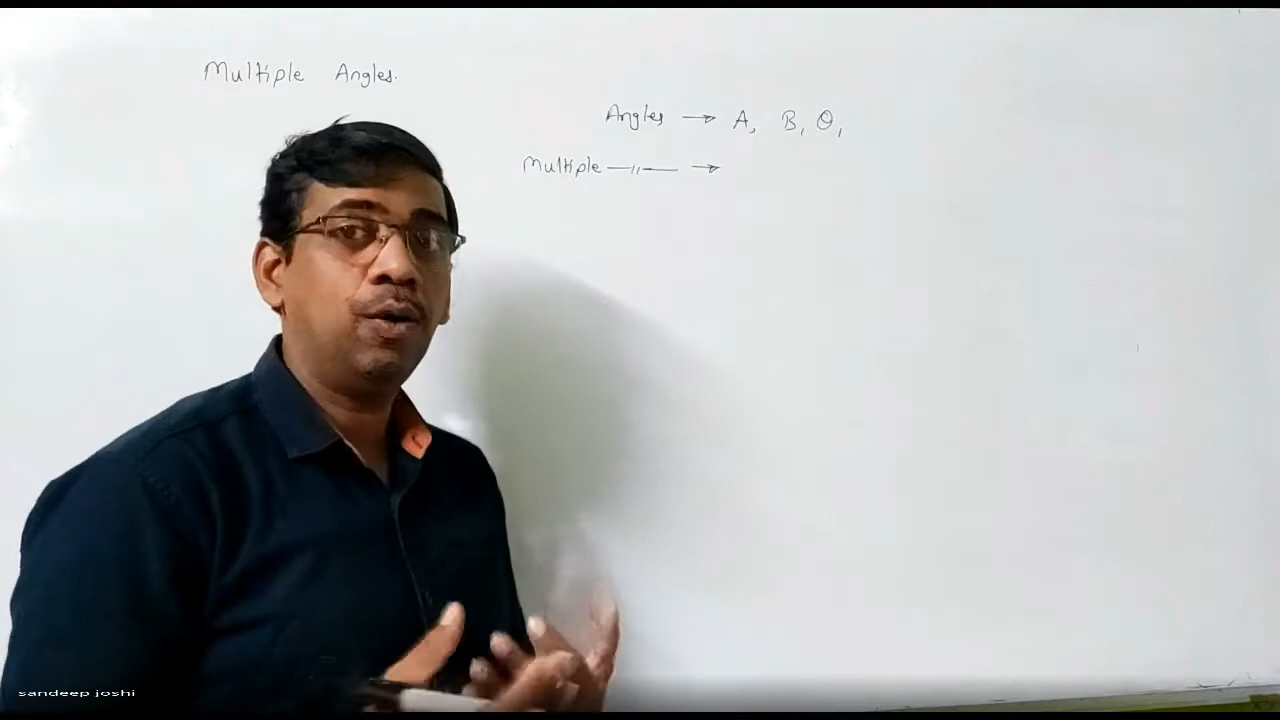 Multiple Angles.
Angles → A, B, θ,
Multiple —〃— →
sandeep joshi